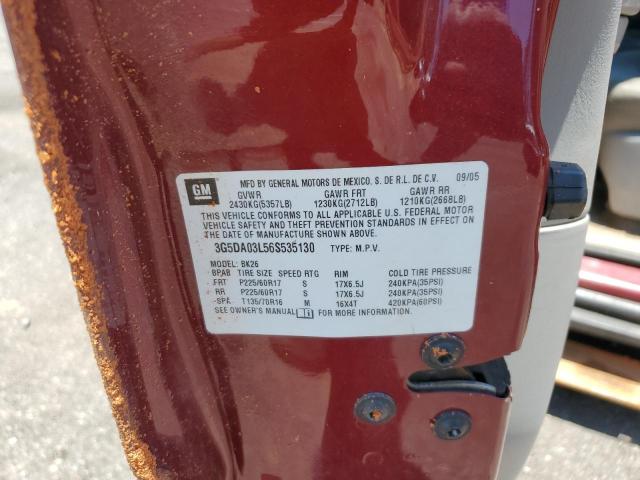 GM
MFD BY GENERAL MOTORS DE MEXICO. S. DE R.L. DE C.V. 09/05
GVWR GAWR FRT GAWR RR
2430KG(5357LB) 1230KG(2712LB) 1210KG(2668LB)
THIS VEHICLE CONFORMS TO ALL APPLICABLE U.S. FEDERAL MOTOR
VEHICLE SAFETY AND THEFT PREVENTION STANDARDS IN EFFECT ON
THE DATE OF MANUFACTURE SHOWN ABOVE.
3G5DA03L56S535130 TYPE: M.P.V.
MODEL: BK26
BPAB TIRE SIZE SPEED RTG RIM COLD TIRE PRESSURE
FRT P225/60R17 S 17X6.5J 240KPA(35PSI)
RR P225/60R17 S 17X6.5J 240KPA(35PSI)
SPA T135/70R16 M 16X4T 420KPA(60PSI)
SEE OWNER'S MANUAL FOR MORE INFORMATION